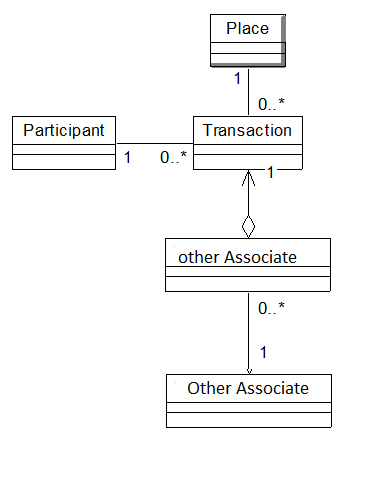 Place
1
0..*
Participant
Transaction
1
0..*
1
other Associate
0..*
1
Other Associate